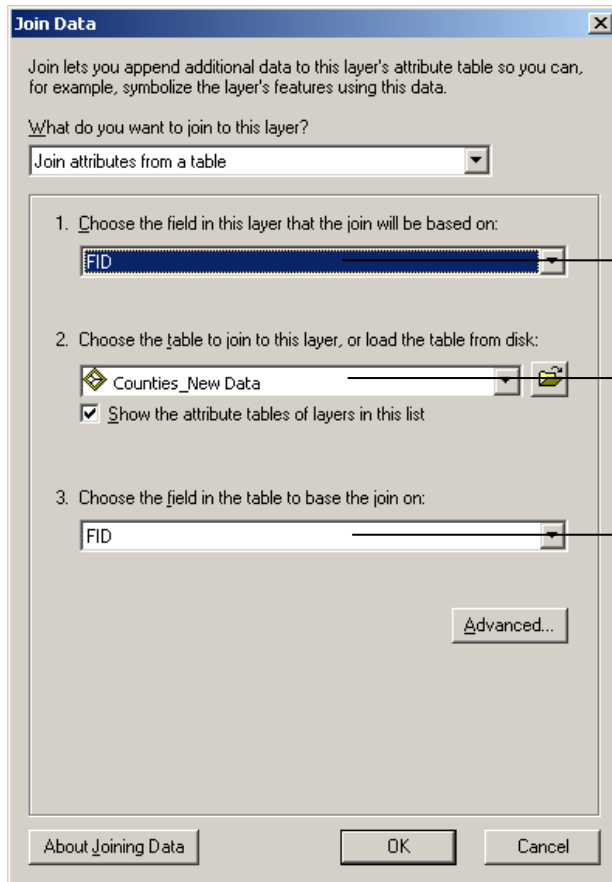 Join Data
Join lets you append additional data to this layer's attribute table so you can,
for example, symbolize the layer's features using this data.
What do you want to join to this layer?
Join attributes from a table
1. Choose the field in this layer that the join will be based on:
FID
2. Choose the table to join to this layer, or load the table from disk:
Counties_New Data
Show the attribute tables of layers in this list
3. Choose the field in the table to base the join on:
FID
Advanced...
About Joining Data
OK
Cancel